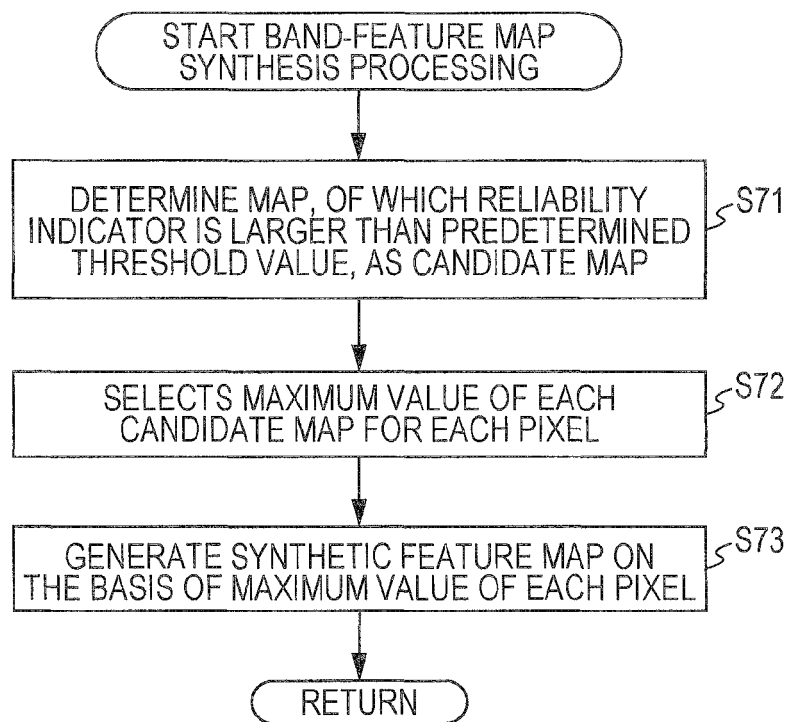 START BAND-FEATURE MAP
SYNTHESIS PROCESSING
DETERMINE MAP, OF WHICH RELIABILITY
INDICATOR IS LARGER THAN PREDETERMINED
THRESHOLD VALUE, AS CANDIDATE MAP
S71
SELECTS MAXIMUM VALUE OF EACH
CANDIDATE MAP FOR EACH PIXEL
S72
GENERATE SYNTHETIC FEATURE MAP ON
THE BASIS OF MAXIMUM VALUE OF EACH PIXEL
S73
RETURN